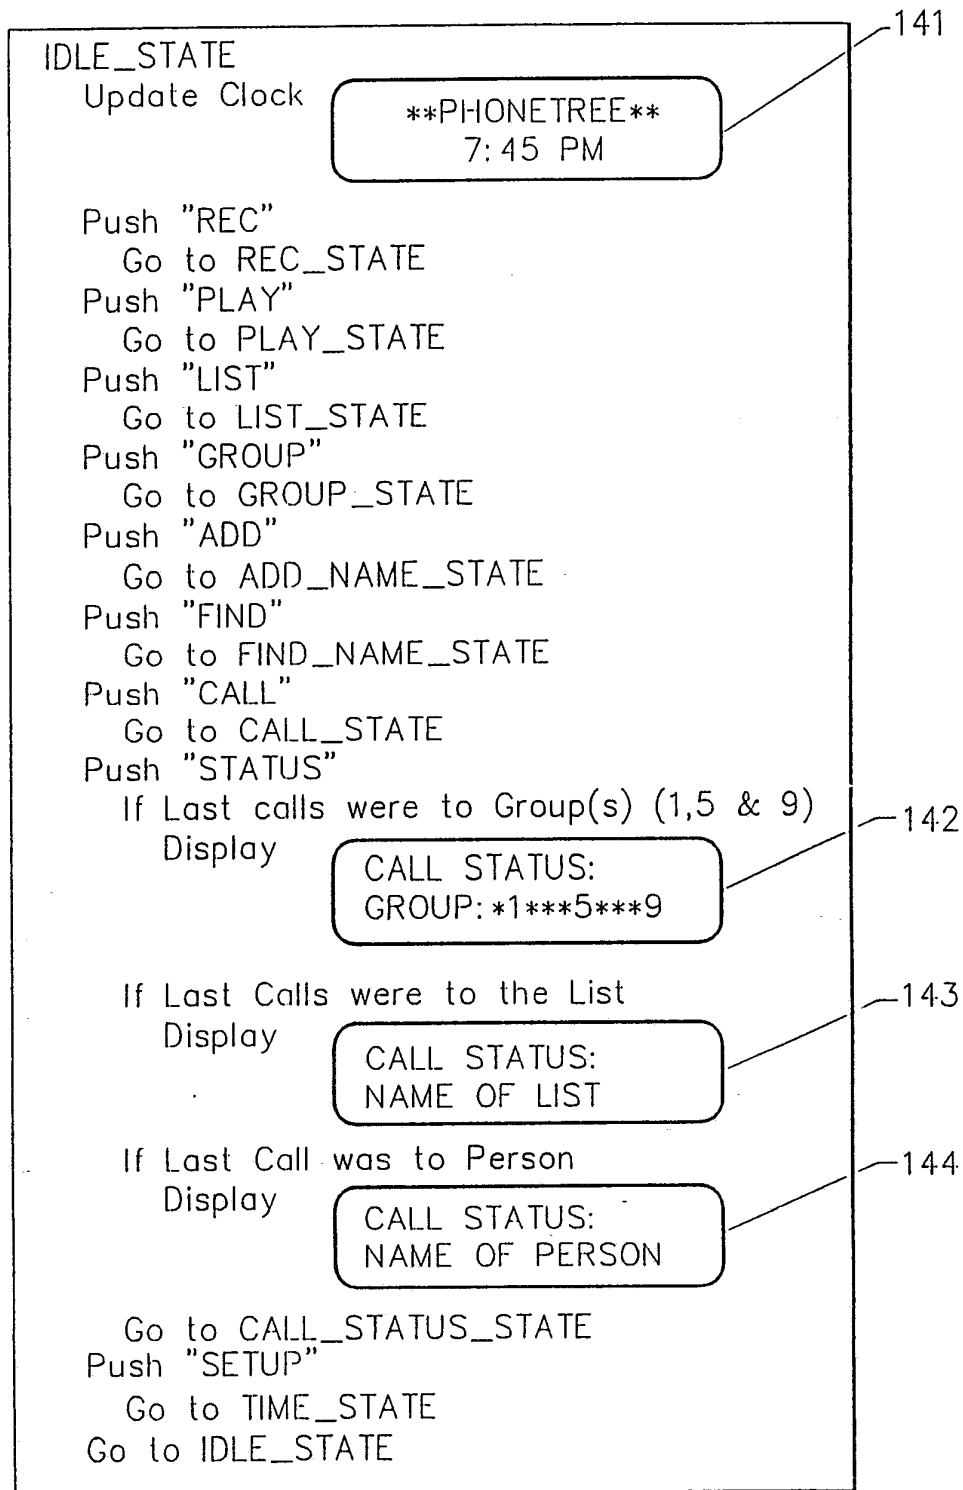 141
IDLE_STATE
Update Clock
**PHONETREE**
7:45 PM
Push "REC"
Go to REC_STATE
Push "PLAY"
Go to PLAY_STATE
Push "LIST"
Go to LIST_STATE
Push "GROUP"
Go to GROUP_STATE
Push "ADD"
Go to ADD_NAME_STATE
Push "FIND"
Go to FIND_NAME_STATE
Push "CALL"
Go to CALL_STATE
Push "STATUS"
If Last calls were to Group(s) (1,5 & 9)
142
Display
CALL STATUS:
GROUP:*1***5***9
If Last Calls were to the List
143
Display
CALL STATUS:
NAME OF LIST
If Last Call was to Person
144
Display
CALL STATUS:
NAME OF PERSON
Go to CALL_STATUS_STATE
Push "SETUP"
Go to TIME_STATE
Go to IDLE_STATE